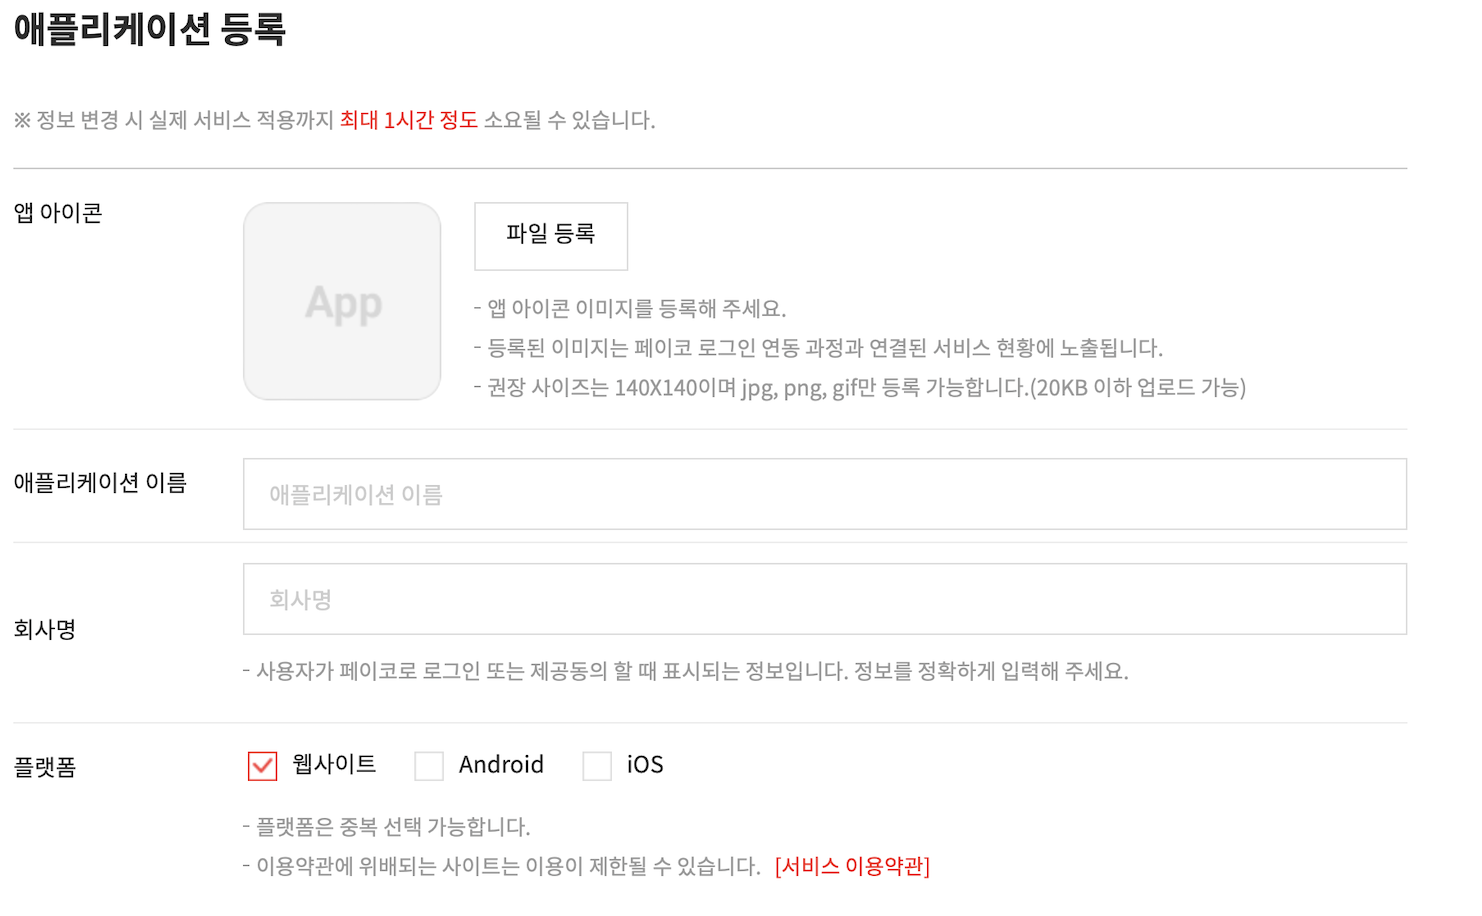 애플리케이션 등록
※ 정보 변경 시 실제 서비스 적용까지 최대 1시간 정도 소요될 수 있습니다.
앱 아이콘
App
파일 등록
- 앱 아이콘 이미지를 등록해 주세요.
- 등록된 이미지는 페이코 로그인 연동 과정과 연결된 서비스 현황에 노출됩니다.
- 권장 사이즈는 140X140이며 jpg, png, gif만 등록 가능합니다.(20KB 이하 업로드 가능)
애플리케이션 이름
애플리케이션 이름
회사명
회사명
- 사용자가 페이코로 로그인 또는 제공동의 할 때 표시되는 정보입니다. 정보를 정확하게 입력해 주세요.
플랫폼
웹사이트 Android iOS
- 플랫폼은 중복 선택 가능합니다.
- 이용약관에 위배되는 사이트는 이용이 제한될 수 있습니다. [서비스 이용약관]